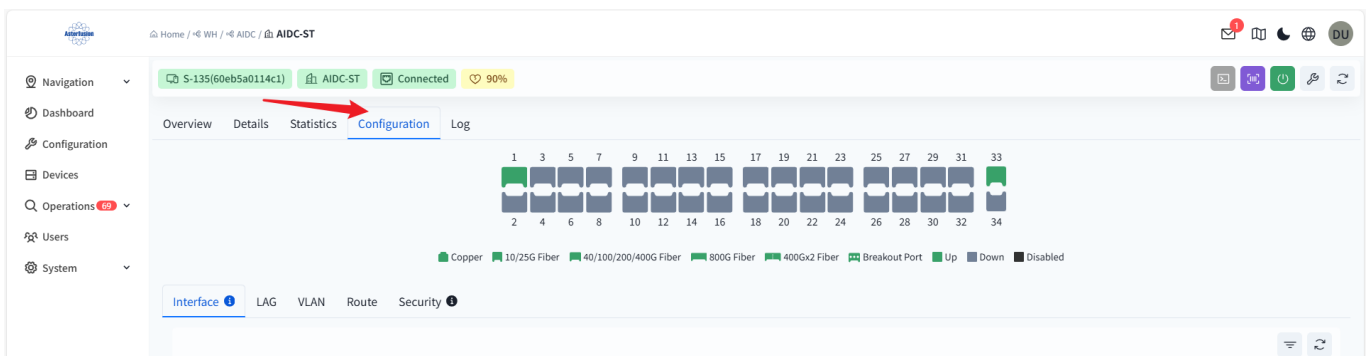 Asterfusion
Home / WH / AIDC / AIDC-ST
1
DU
Navigation
Dashboard
Configuration
Devices
Operations 69
Users
System
S-135(60eb5a0114c1) AIDC-ST Connected 90%
Overview Details Statistics Configuration Log
1 3 5 7 9 11 13 15 17 19 21 23 25 27 29 31 33
2 4 6 8 10 12 14 16 18 20 22 24 26 28 30 32 34
Copper 10/25G Fiber 40/100/200/400G Fiber 800G Fiber 400Gx2 Fiber Breakout Port Up Down Disabled
Interface LAG VLAN Route Security